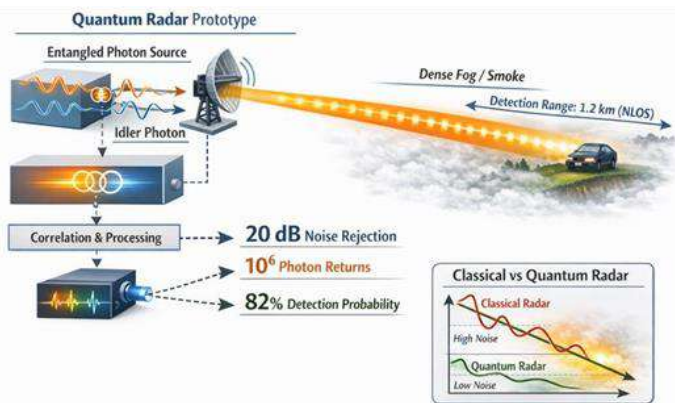 Quantum Radar Prototype
Entangled Photon Source
Idler Photon
Dense Fog / Smoke
Detection Range: 1.2 km (NLOS)
Correlation & Processing
20 dB Noise Rejection
10⁶ Photon Returns
82% Detection Probability
Classical vs Quantum Radar
Classical Radar
High Noise
Quantum Radar
Low Noise